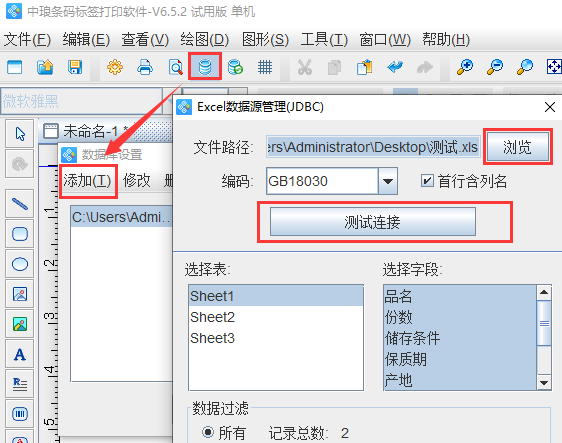 中琅条码标签打印软件-V6.5.2 试用版 单机
文件(F) 编辑(E) 查看(V) 绘图(D) 图形(S) 工具(T) 窗口(W) 帮助(H)
微软雅黑
未命名-1 *
数据库设置
添加(T) 修改
C:\Users\Admi...
Excel数据源管理(JDBC)
文件路径: ers\Administrator\Desktop\测试.xls 浏览
编码: GB18030 首行含列名
测试连接
选择表: 选择字段:
Sheet1
Sheet2
Sheet3
品名
份数
储存条件
保质期
产地
数据过滤
所有 记录总数: 2
1
2
3
4
5
A
R